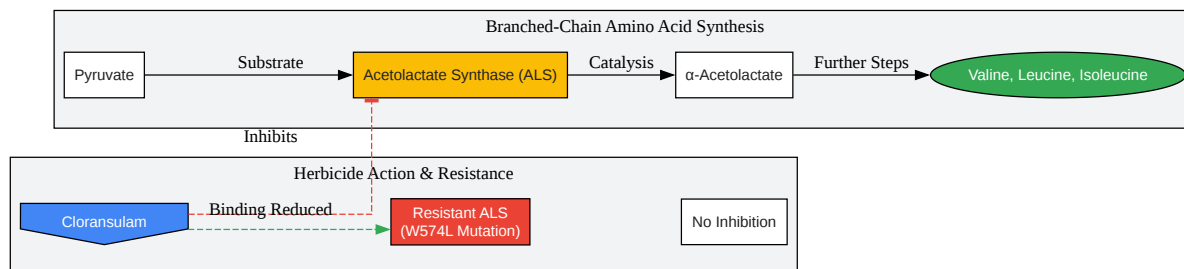 Branched-Chain Amino Acid Synthesis
Pyruvate
Substrate
Acetolactate Synthase (ALS)
Catalysis
α-Acetolactate
Further Steps
Valine, Leucine, Isoleucine
Inhibits
Herbicide Action & Resistance
Cloransulam
Binding Reduced
Resistant ALS
(W574L Mutation)
No Inhibition